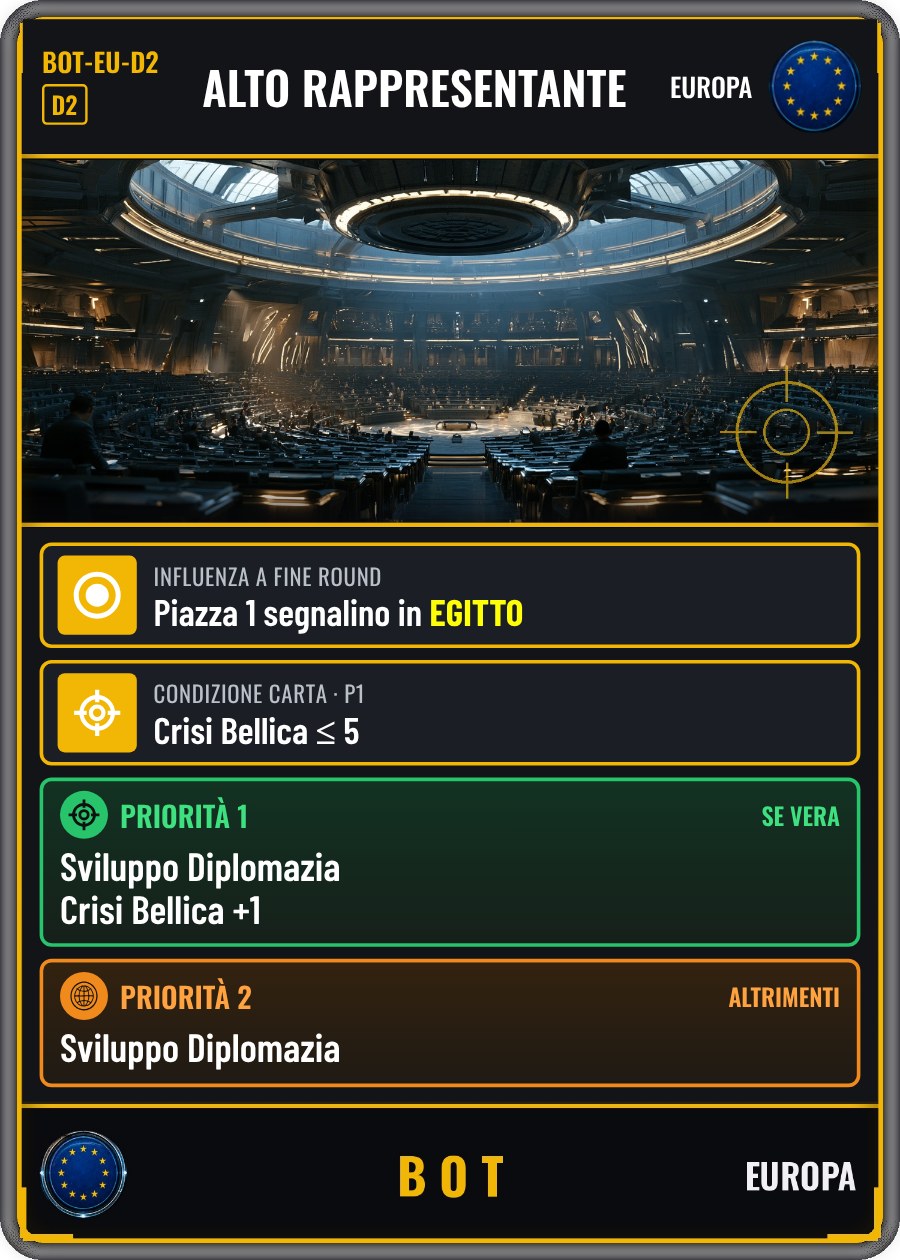 BOT-EU-D2
D2
ALTO RAPPRESENTANTE
EUROPA
INFLUENZA A FINE ROUND
Piazza 1 segnalino in EGITTO
CONDIZIONE CARTA · P1
Crisi Bellica ≤ 5
PRIORITÀ 1
SE VERA
Sviluppo Diplomazia
Crisi Bellica +1
PRIORITÀ 2
ALTRIMENTI
Sviluppo Diplomazia
BOT
EUROPA